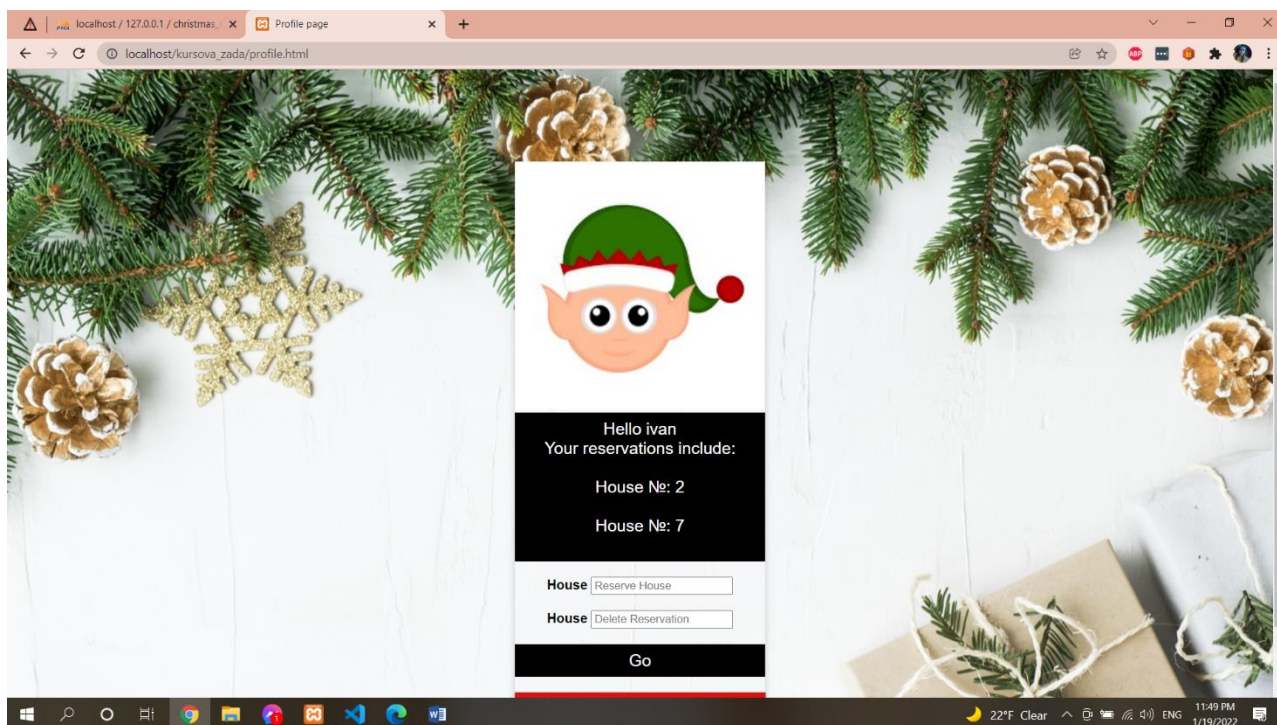 localhost / 127.0.0.1 / christmas_
Profile page
localhost/kursova_zada/profile.html
ABP
Hello ivan
Your reservations include:
House №: 2
House №: 7
House Reserve House
House Delete Reservation
Go
22°F Clear
ENG
11:49 PM
1/19/2022